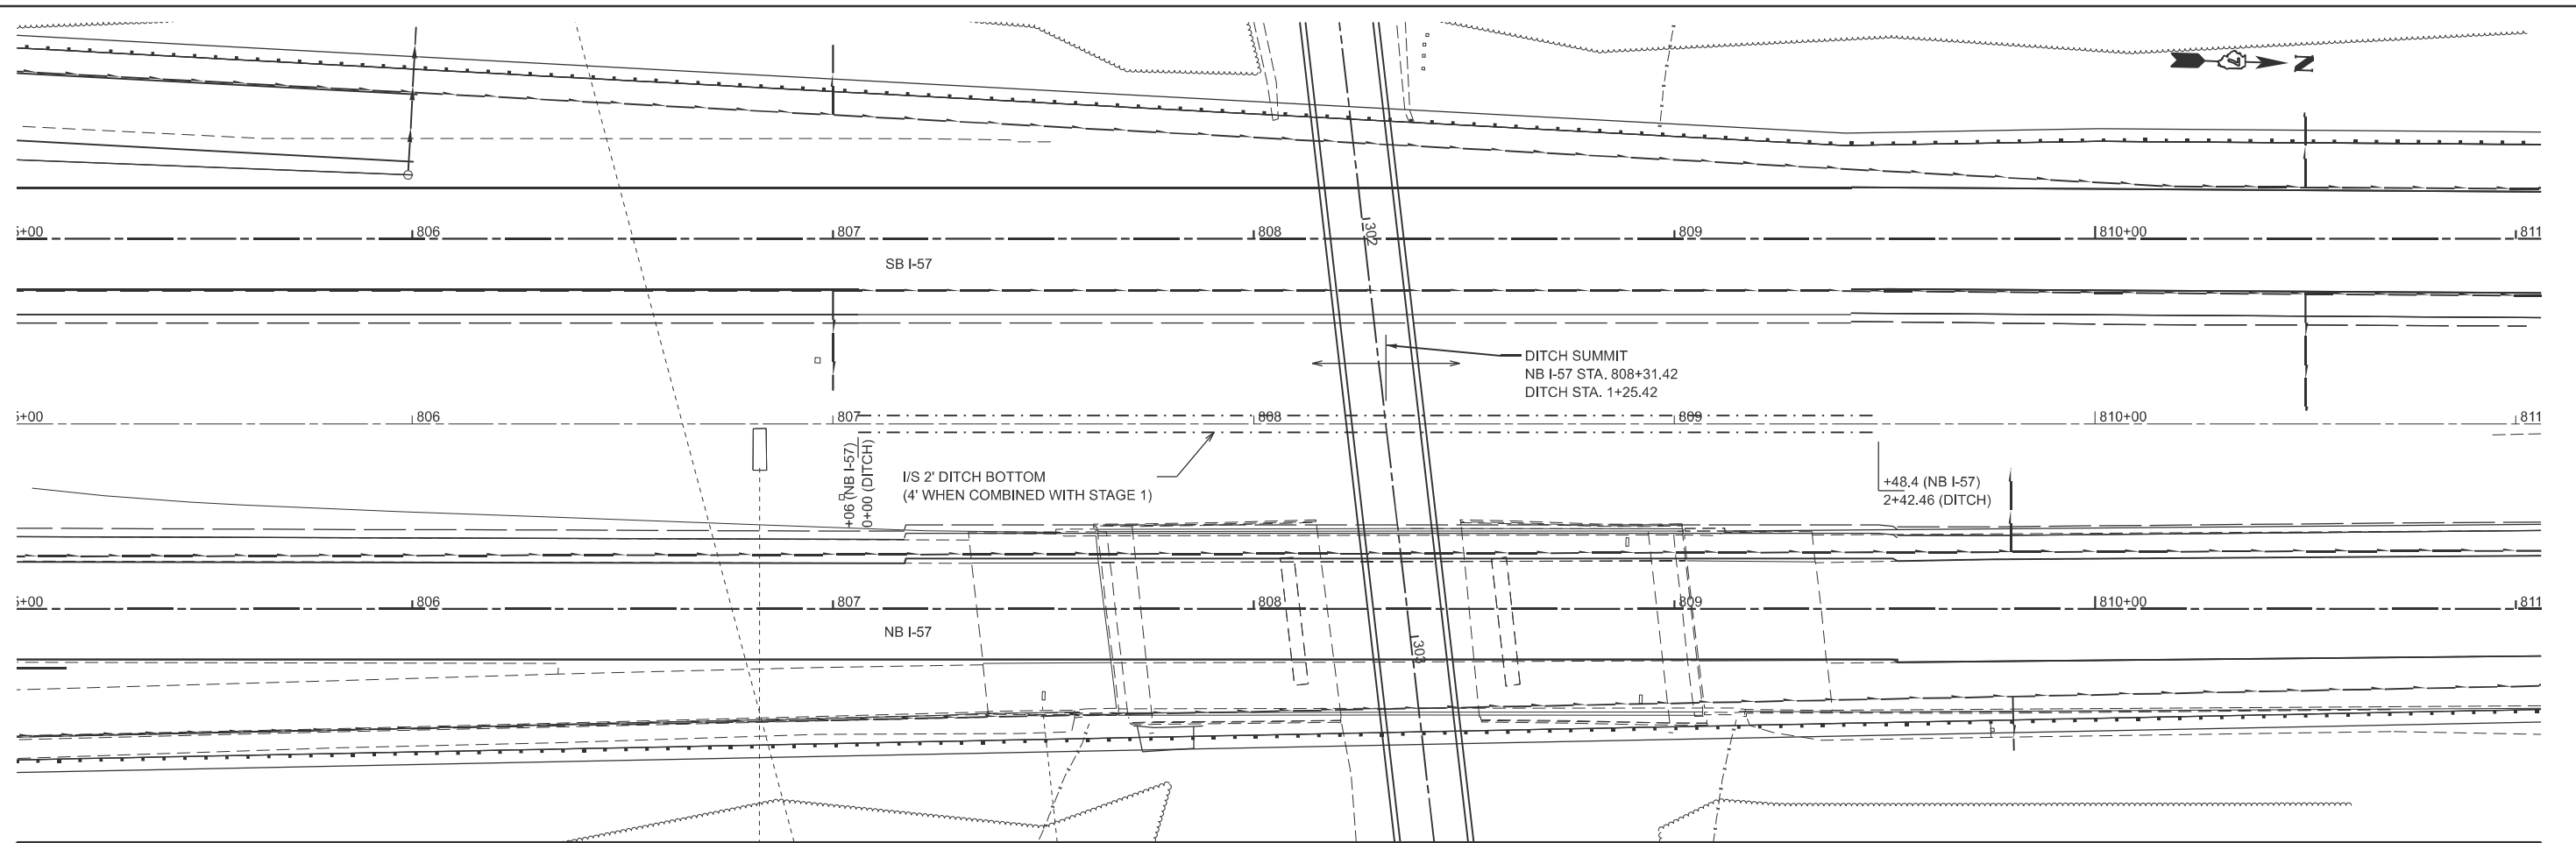 N
5+00 806 807 808 809 810+00 811
302
SB I-57
DITCH SUMMIT
NB I-57 STA. 808+31.42
DITCH STA. 1+25.42
5+00 806 807 808 809 810+00 811
+06 (NB I-57)
0+00 (DITCH)
I/S 2' DITCH BOTTOM
(4' WHEN COMBINED WITH STAGE 1)
+48.4 (NB I-57)
2+42.46 (DITCH)
5+00 806 807 808 809 810+00 811
NB I-57
303